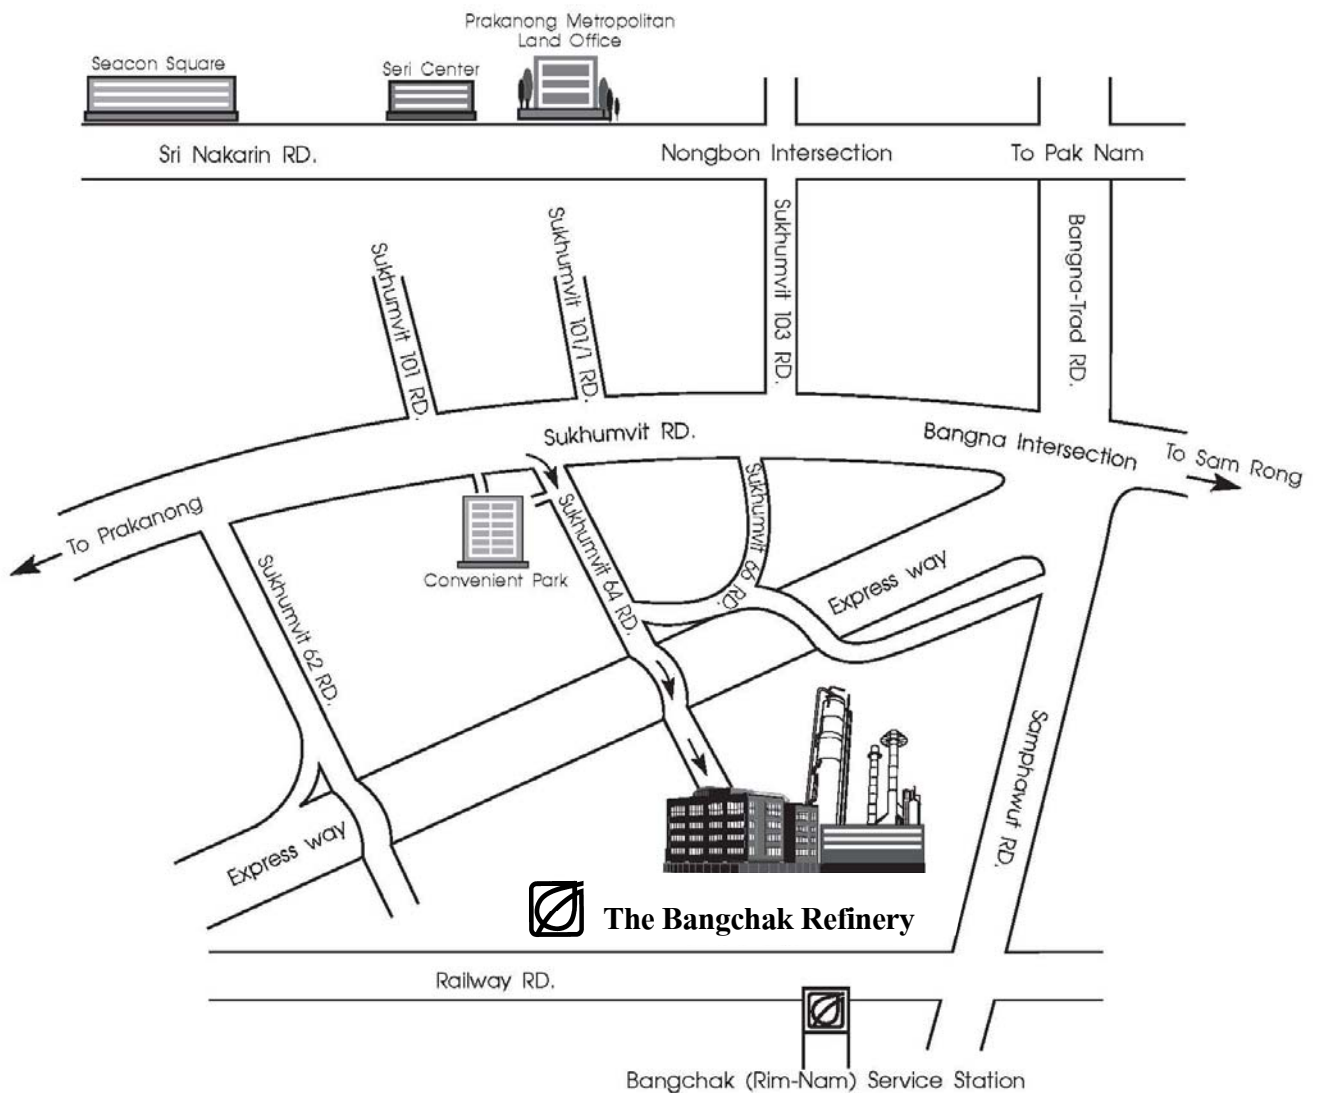 Prakanong Metropolitan
Land Office
Seacon Square
Seri Center
Sri Nakarin RD.
Nongbon Intersection
To Pak Nam
Sukhumvit 101 RD.
Sukhumvit 101/1 RD.
Sukhumvit 103 RD.
Bangna-Trad RD.
Sukhumvit RD.
Bangna Intersection
To Sam Rong
To Prakanong
Convenient Park
Sukhumvit 62 RD.
Sukhumvit 64 RD.
Sukhumvit 66 RD.
Express way
Samphawut RD.
Express way
The Bangchak Refinery
Railway RD.
Bangchak (Rim-Nam) Service Station